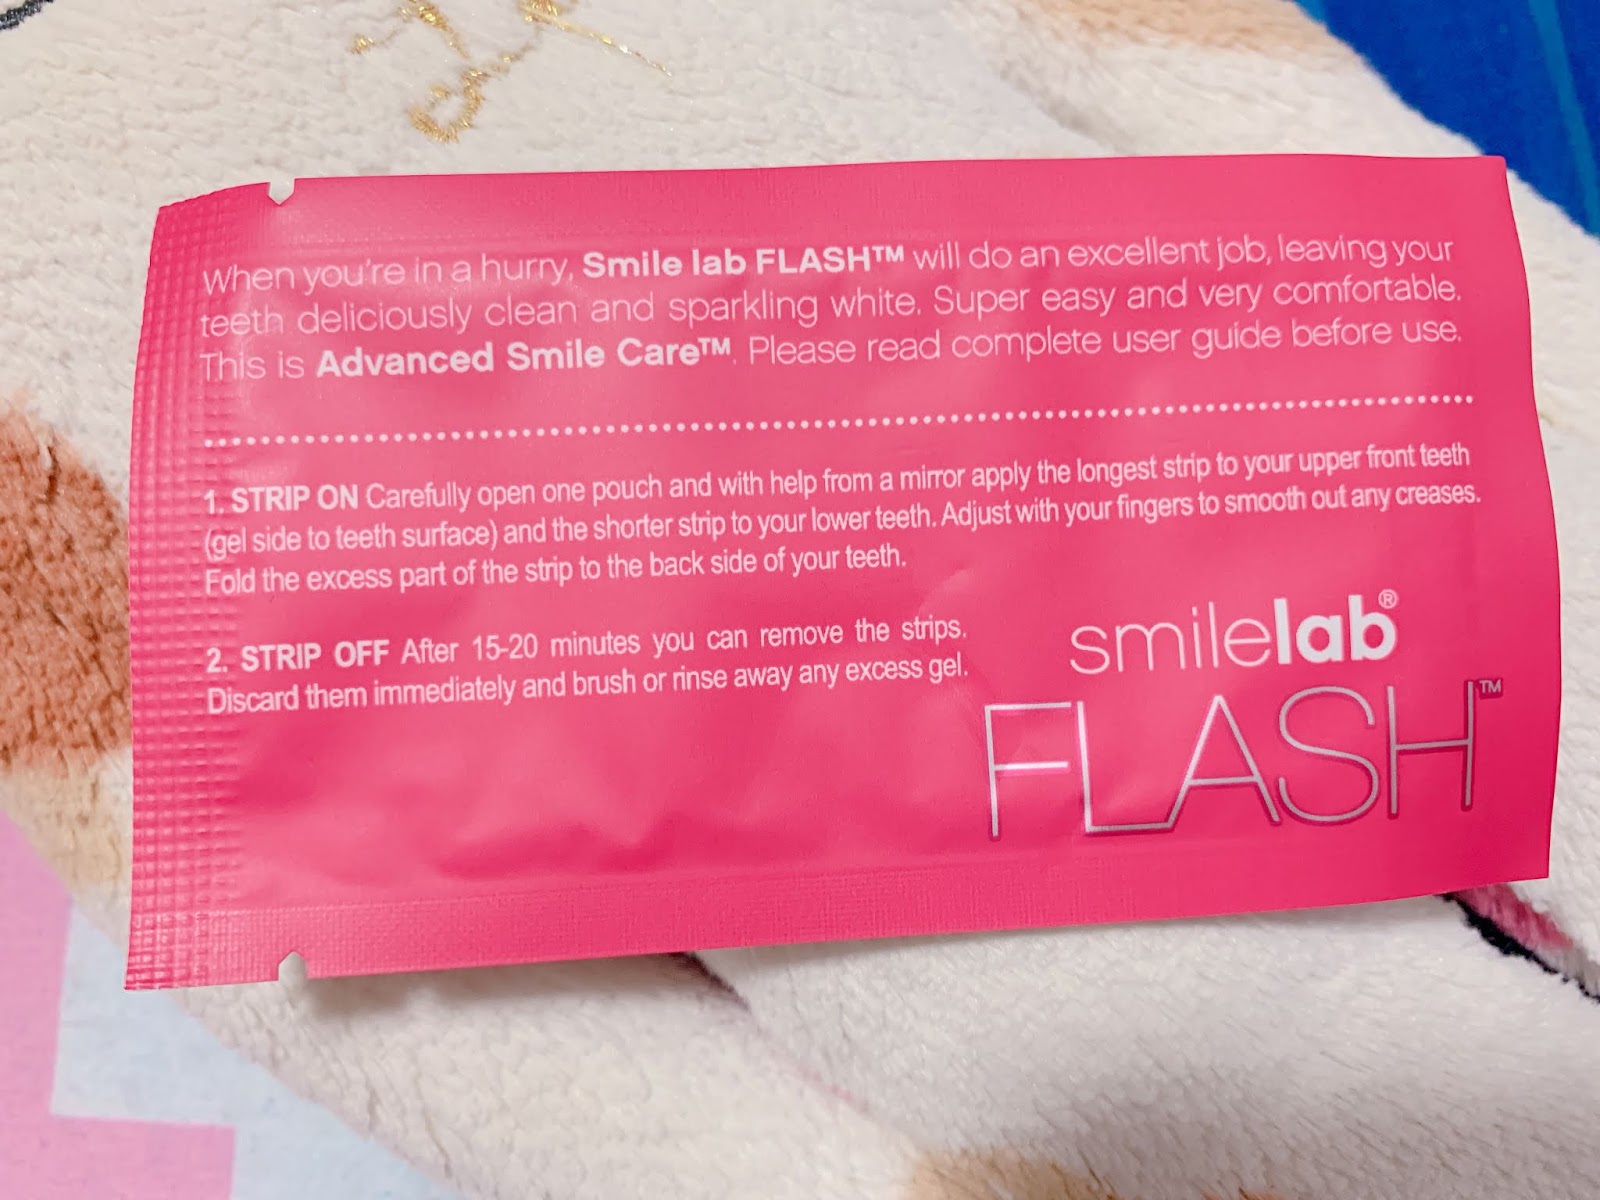 When you're in a hurry, Smile lab FLASH™ will do an excellent job, leaving your
teeth deliciously clean and sparkling white. Super easy and very comfortable.
This is Advanced Smile Care™. Please read complete user guide before use.
1. STRIP ON Carefully open one pouch and with help from a mirror apply the longest strip to your upper front teeth
(gel side to teeth surface) and the shorter strip to your lower teeth. Adjust with your fingers to smooth out any creases.
Fold the excess part of the strip to the back side of your teeth.
2. STRIP OFF After 15-20 minutes you can remove the strips.
Discard them immediately and brush or rinse away any excess gel.
smilelab®
FLASH™